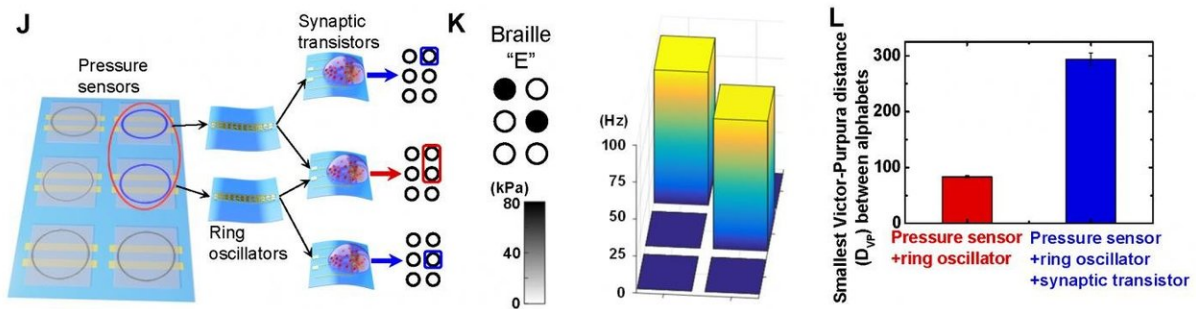 J
Pressure
sensors
Synaptic
transistors
Ring
oscillators
K
Braille
“E”
(kPa)
80
40
0
(Hz)
100
75
50
25
0
L
Smallest Victor-Purpura distance
(DVP) between alphabets
300
200
100
0
Pressure sensor
+ring oscillator
Pressure sensor
+ring oscillator
+synaptic transistor